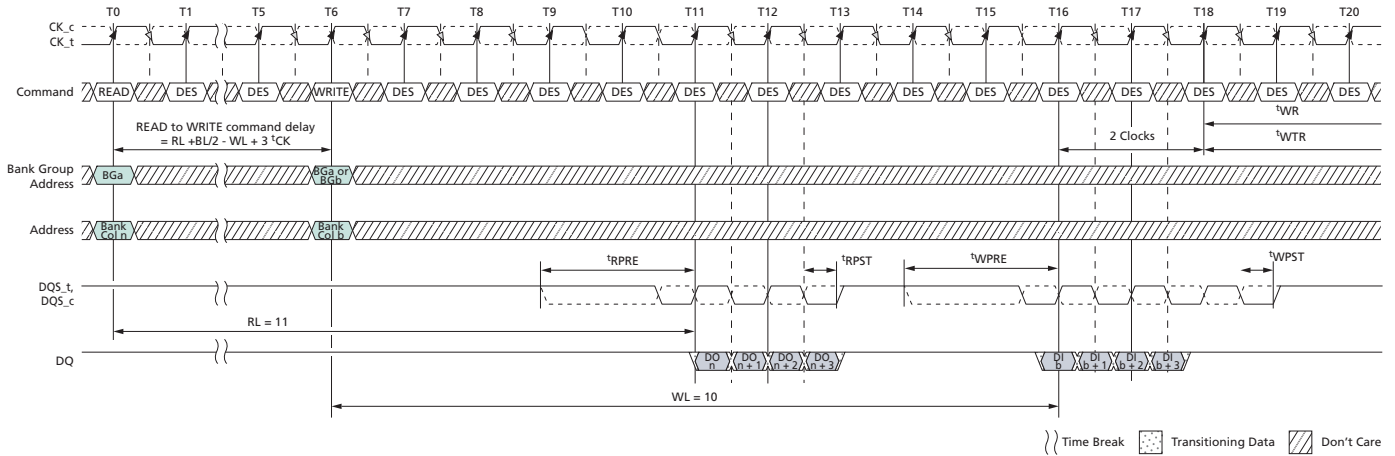 T0 T1 T5 T6 T7 T8 T9 T10 T11 T12 T13 T14 T15 T16 T17 T18 T19 T20
CK_c
CK_t
Command READ DES DES WRITE DES DES DES DES DES DES DES DES DES DES DES DES DES DES
tWR
READ to WRITE command delay
= RL +BL/2 - WL + 3 tCK
2 Clocks
tWTR
Bank Group
Address
BGa
BGa or
BGb
Address
Bank
Col n
Bank
Col b
tRPRE tRPST tWPRE tWPST
DQS_t,
DQS_c
RL = 11
DQ
DO
n
DO
n + 1
DO
n + 2
DO
n + 3
DI
b
DI
b + 1
DI
b + 2
DI
b + 3
WL = 10
Time Break Transitioning Data Don't Care